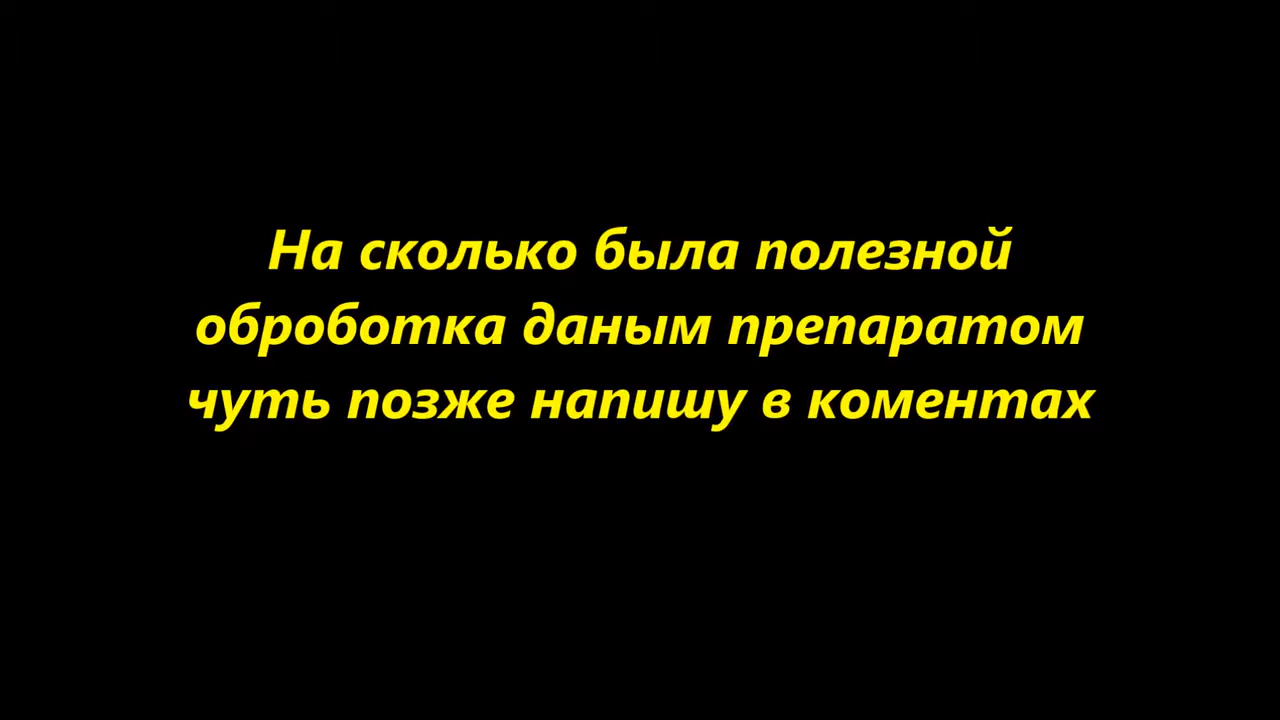 На сколько была полезной
обработка даным препаратом
чуть позже напишу в коментах